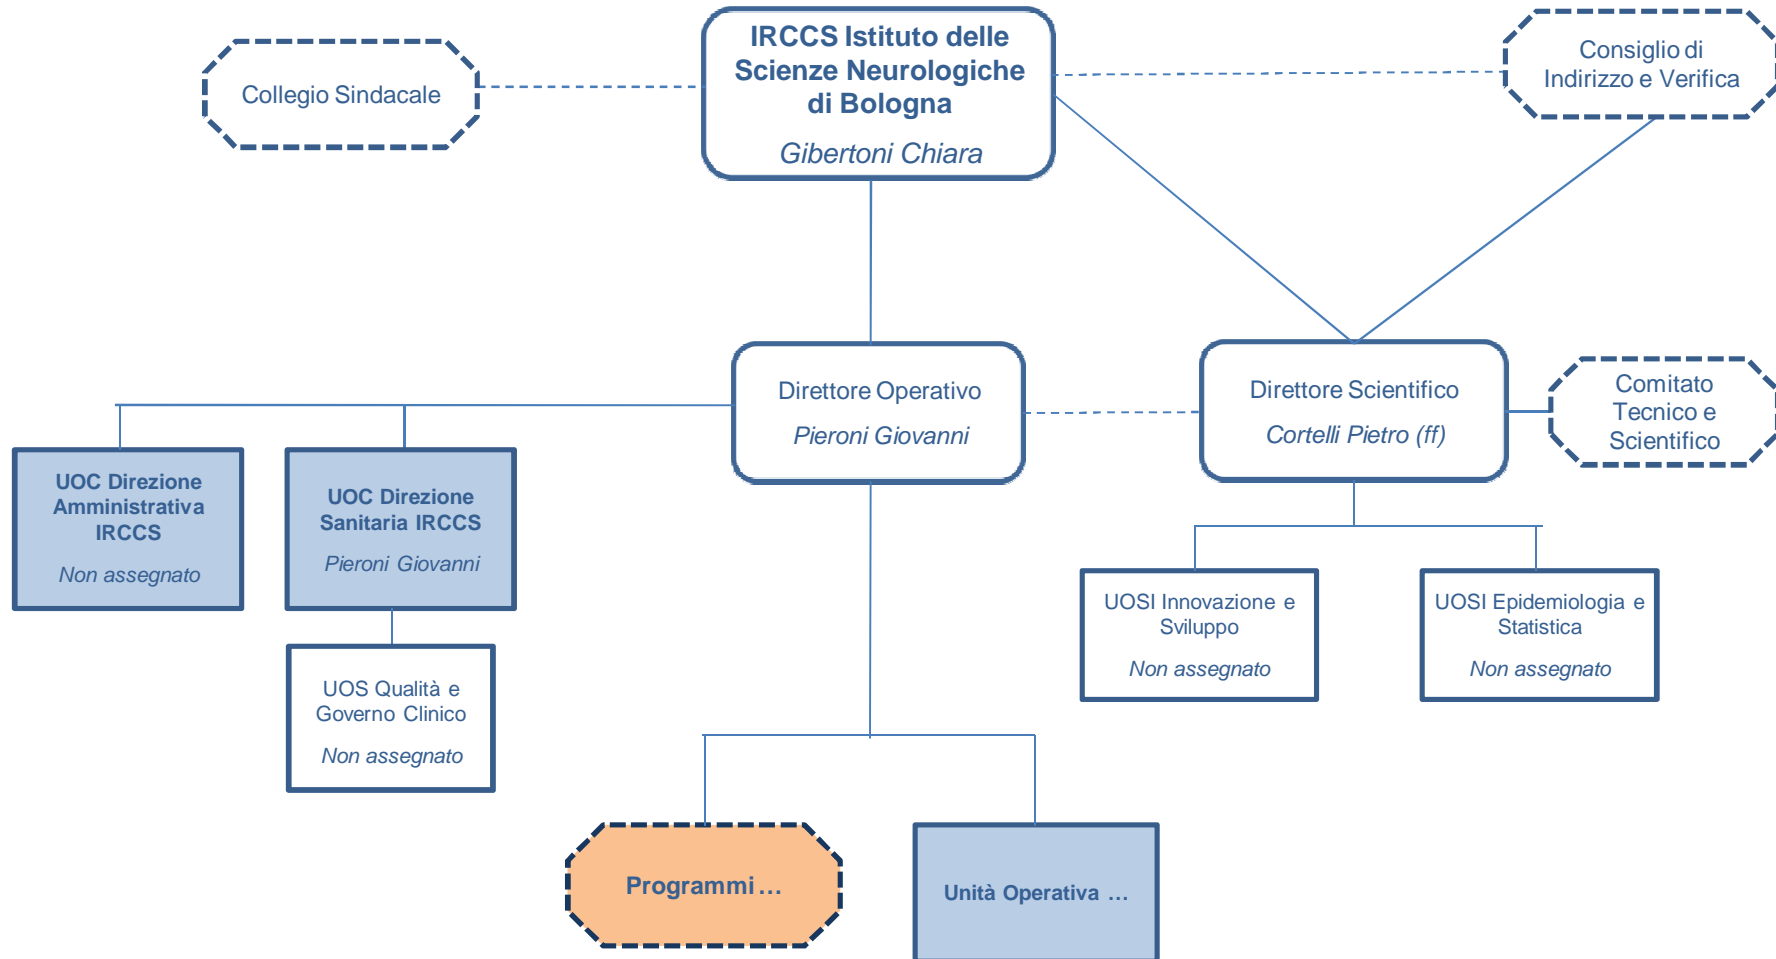 IRCCS Istituto delle
Scienze Neurologiche
di Bologna
Gibertoni Chiara
Collegio Sindacale
Consiglio di
Indirizzo e Verifica
Direttore Operativo
Pieroni Giovanni
Direttore Scientifico
Cortelli Pietro (ff)
Comitato
Tecnico e
Scientifico
UOC Direzione
Amministrativa
IRCCS
Non assegnato
UOC Direzione
Sanitaria IRCCS
Pieroni Giovanni
UOS Qualità e
Governo Clinico
Non assegnato
UOSI Innovazione e
Sviluppo
Non assegnato
UOSI Epidemiologia e
Statistica
Non assegnato
Programmi ...
Unità Operativa ...